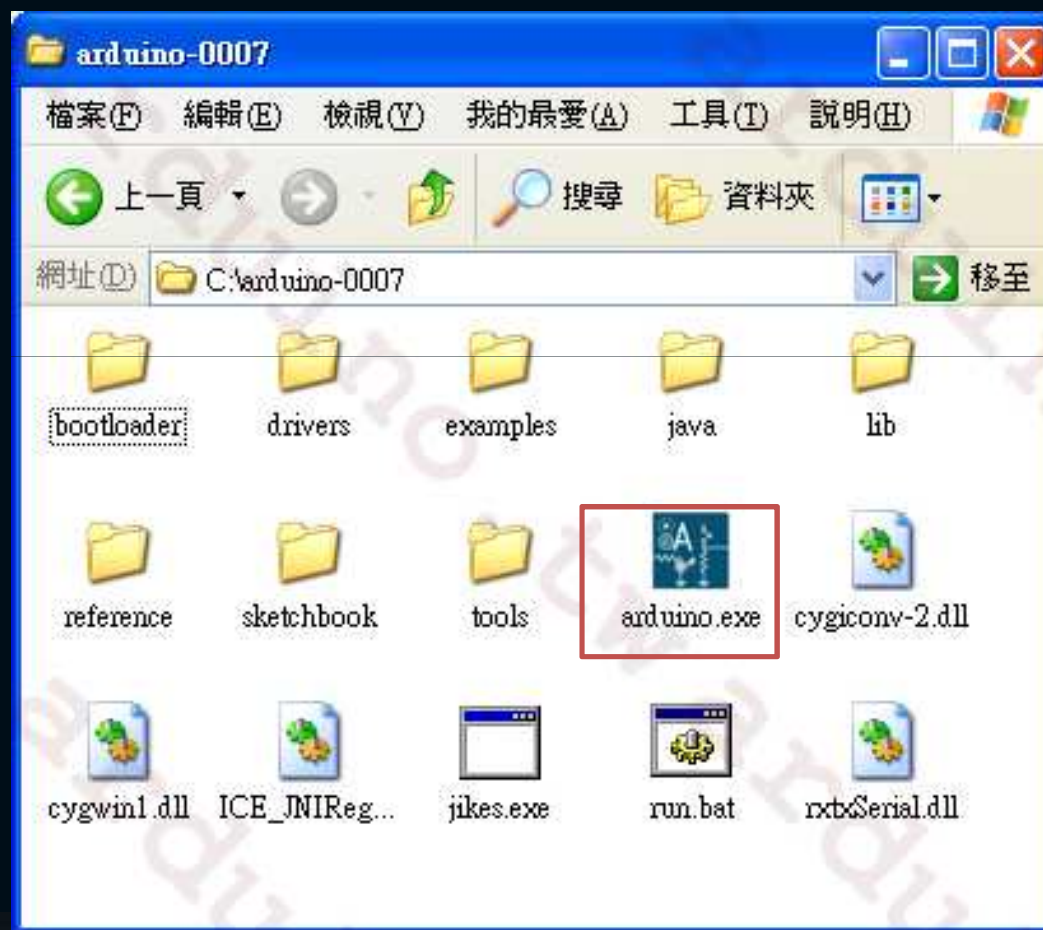 arduino-0007
檔案(F) 編輯(E) 檢視(V) 我的最愛(A) 工具(T) 說明(H)
上一頁 搜尋 資料夾
網址(D) C:\arduino-0007 移至
bootloader drivers examples java lib
reference sketchbook tools arduino.exe cygiconv-2.dll
cygwin1.dll ICE_JNIReg... jikes.exe run.bat rxtxSerial.dll